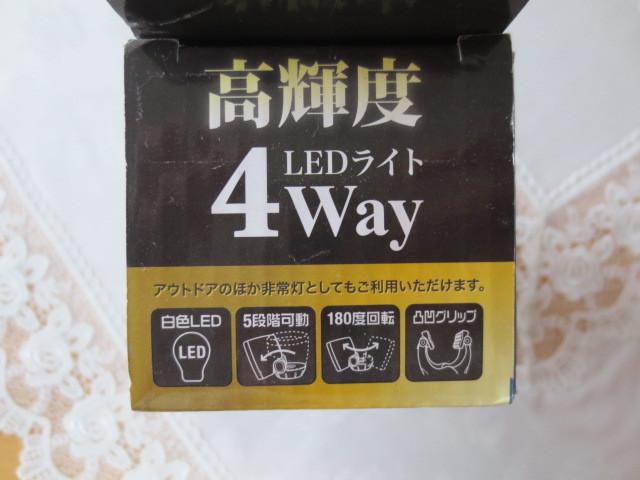 高輝度
LEDライト
4Way
アウトドアのほか非常灯としてもご利用いただけます。
白色LED
5段階可動
180度回転
凸凹グリップ
LED